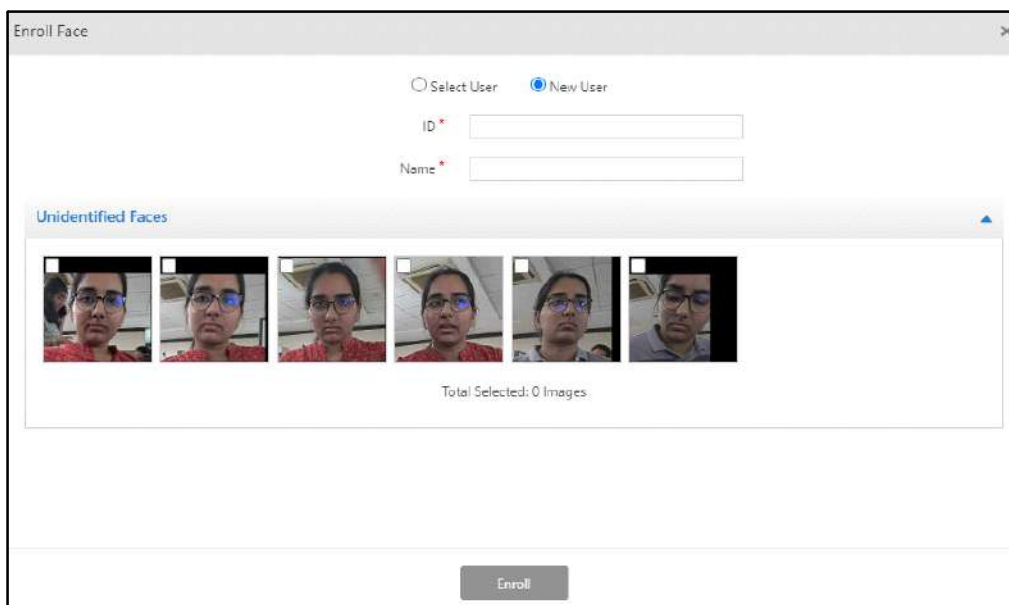 Enroll Face
Select User New User
ID *
Name *
Unidentified Faces
Total Selected: 0 Images
Enroll